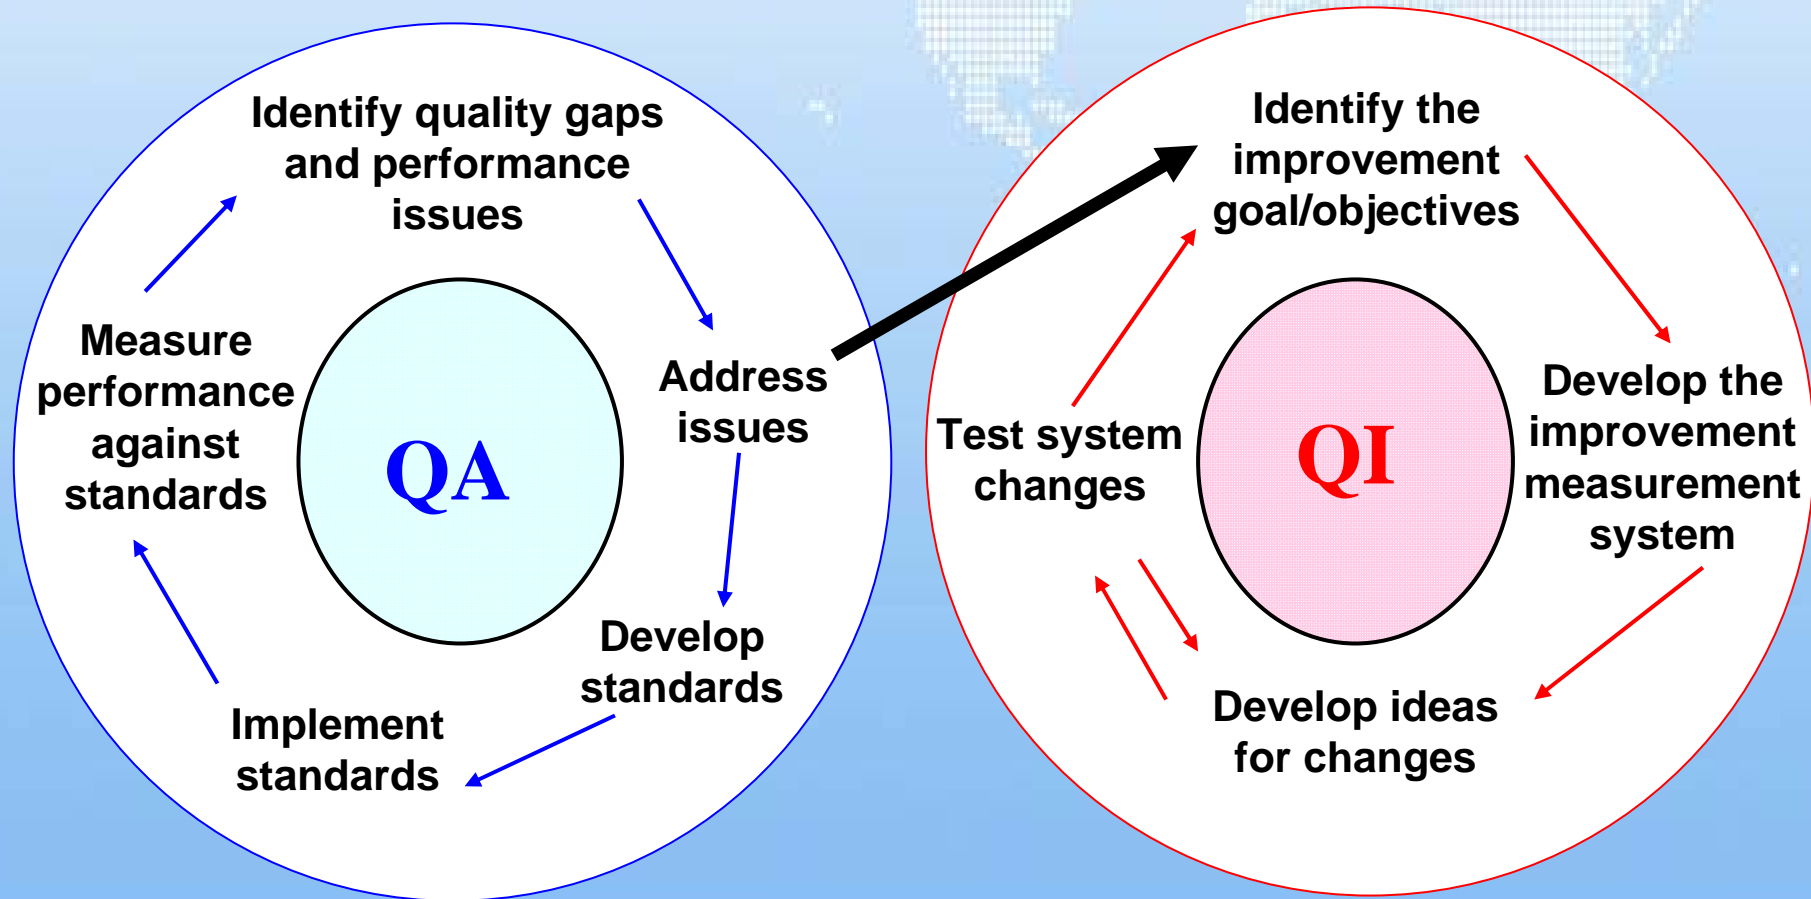 Identify quality gaps
and performance
issues
Address
issues
Develop
standards
Implement
standards
Measure
performance
against
standards
QA
Identify the
improvement
goal/objectives
Develop the
improvement
measurement
system
Develop ideas
for changes
Test system
changes
QI